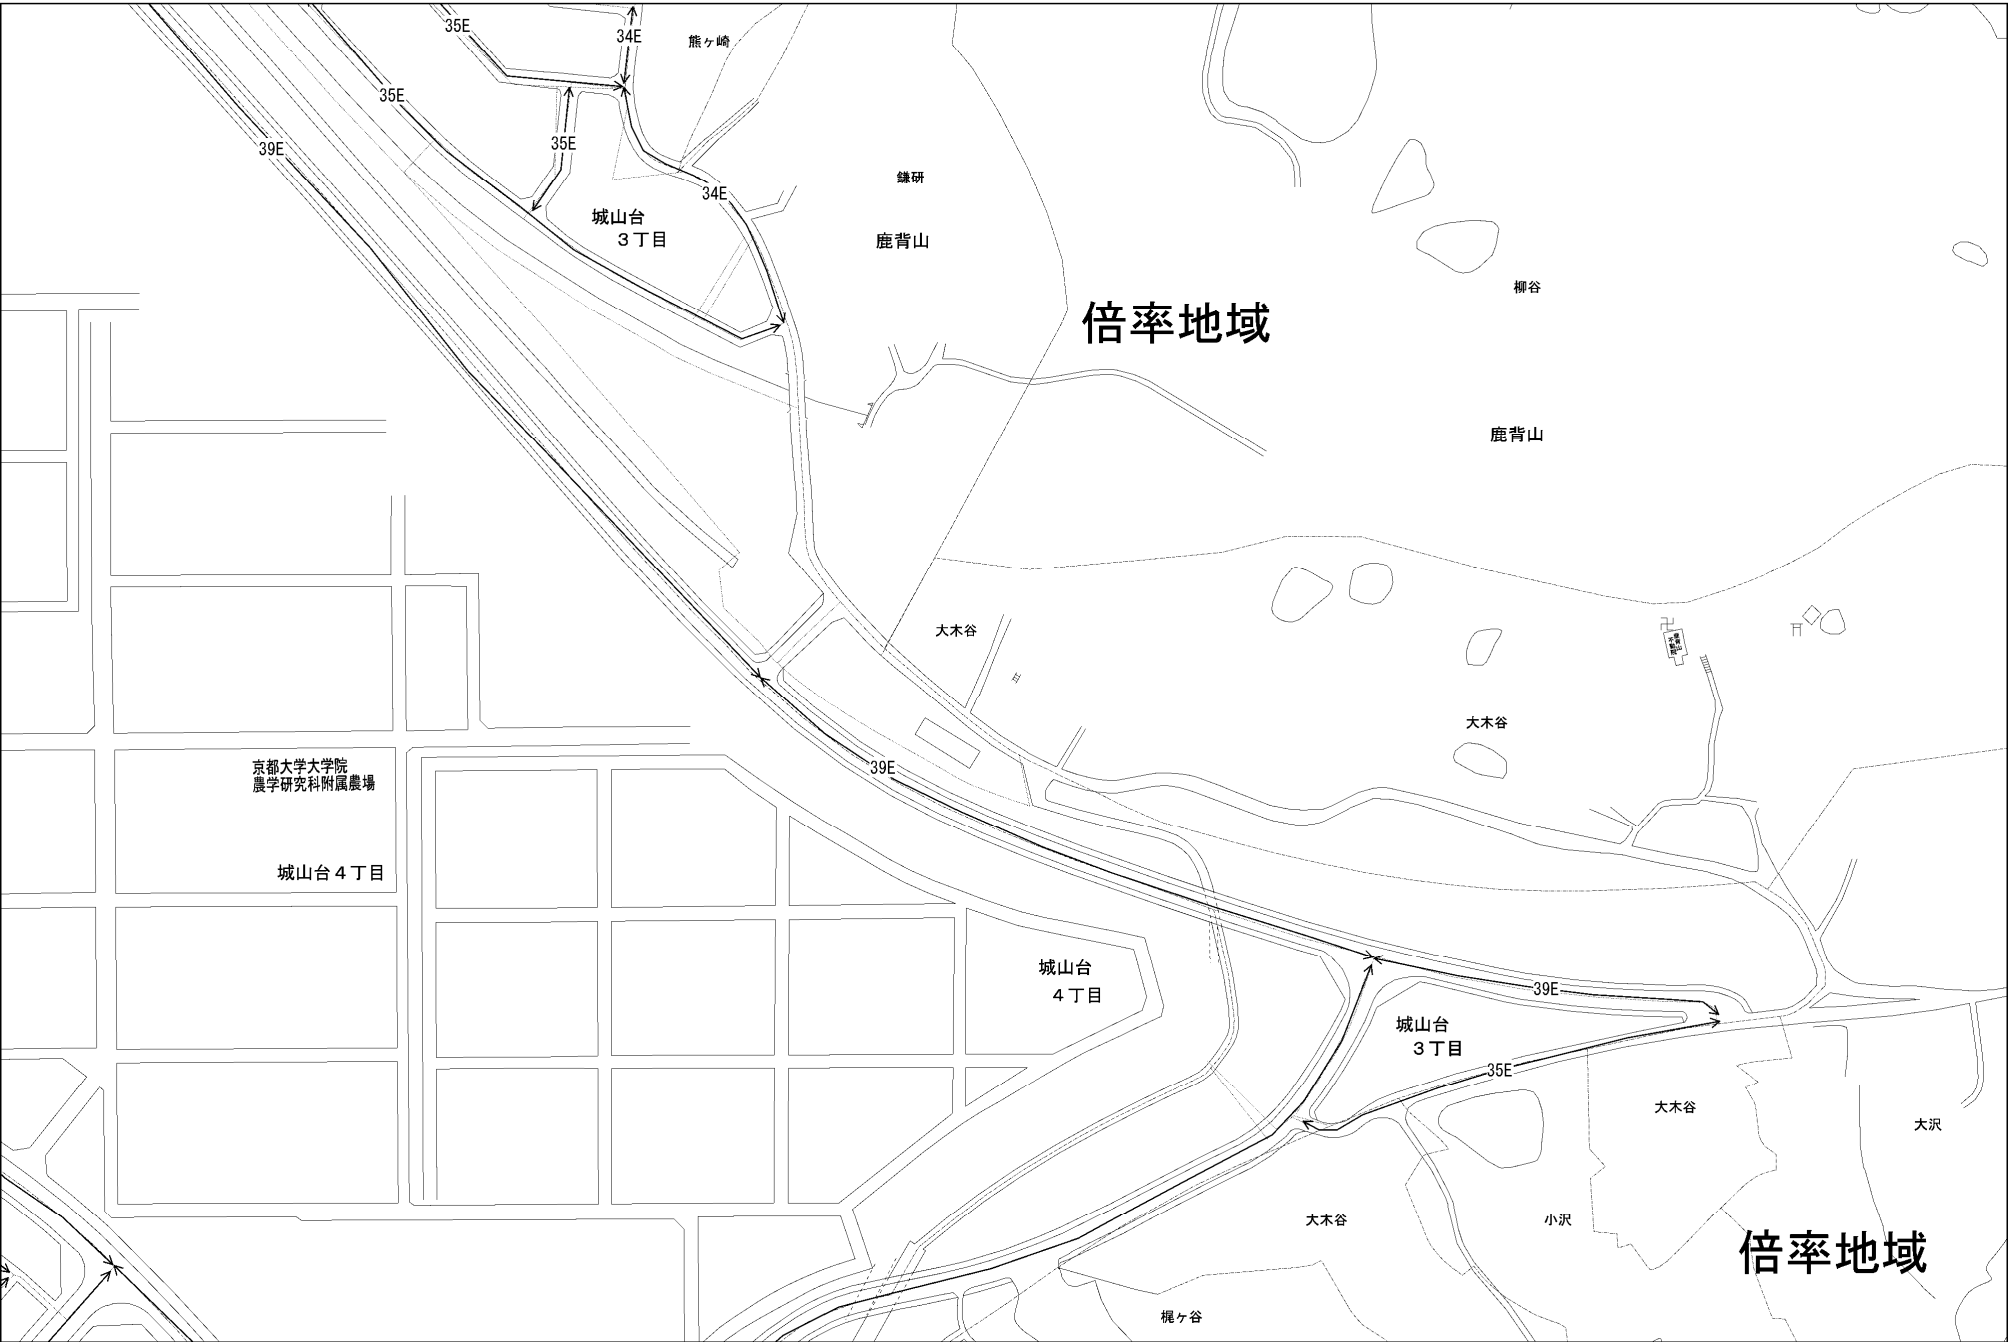 35E
34E
熊ヶ崎
35E
39E
35E
鎌研
34E
城山台
3丁目
鹿背山
柳谷
倍率地域
鹿背山
大木谷
大木谷
39E
京都大学大学院
農学研究科附属農場
城山台4丁目
城山台
4丁目
39E
城山台
3丁目
35E
大木谷
大沢
大木谷
小沢
倍率地域
梶ヶ谷